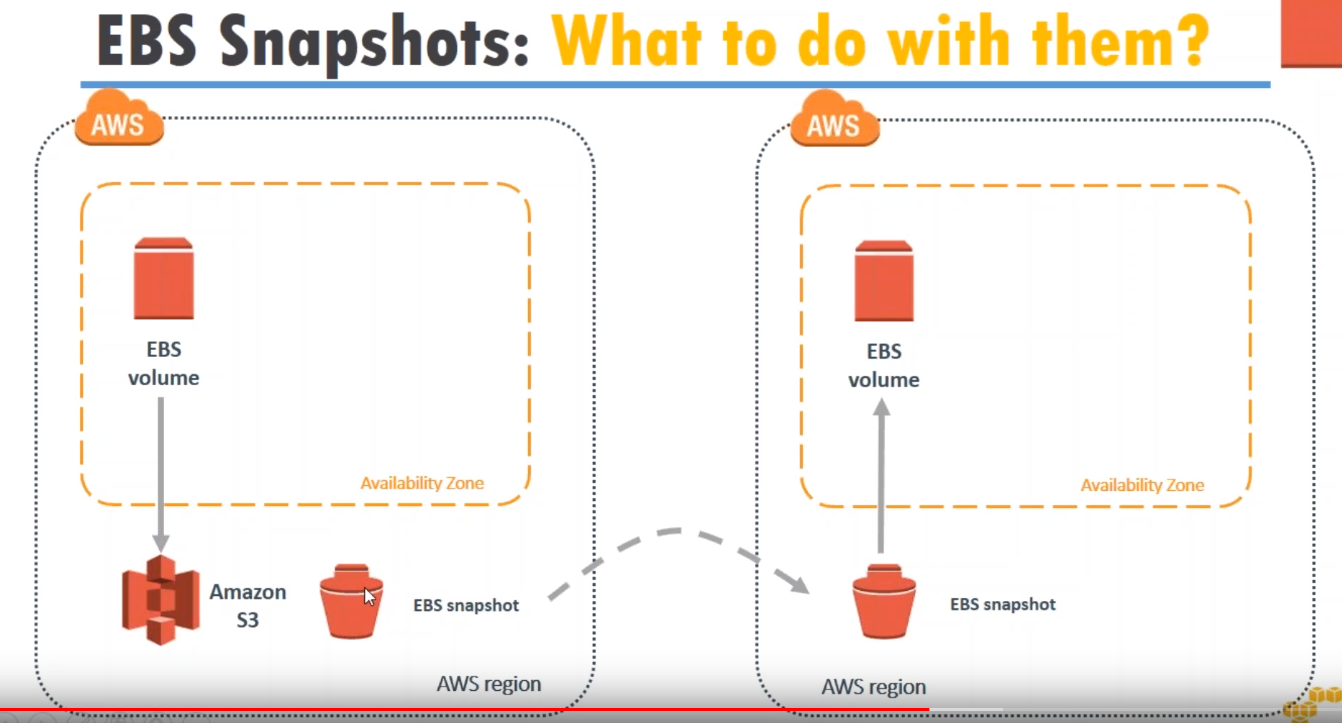 EBS Snapshots: What to do with them?
AWS
AWS
EBS
volume
Availability Zone
Amazon
S3
EBS snapshot
AWS region
EBS
volume
Availability Zone
EBS snapshot
AWS region